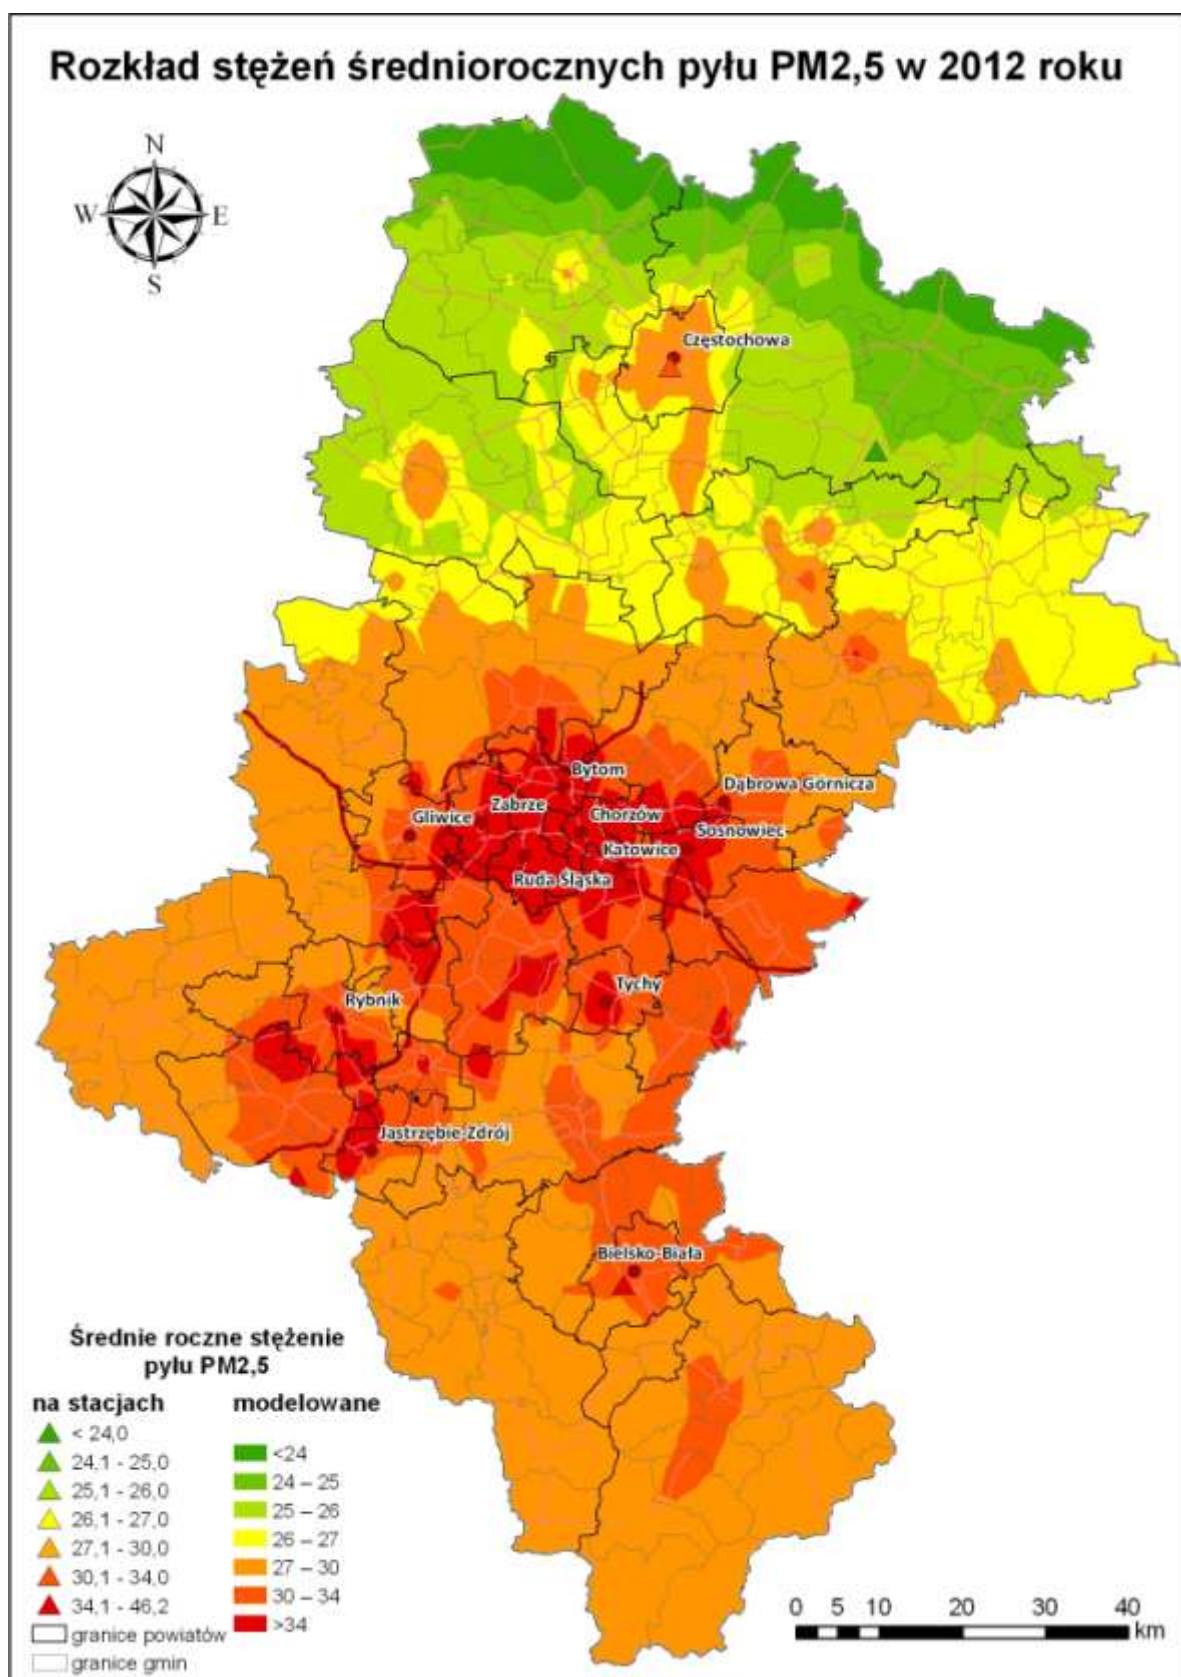 Rozkład stężeń średniorocznych pyłu PM2,5 w 2012 roku
N
W
E
S
Częstochowa
Bytom
Dąbrowa Górnicza
Zabrze
Gliwice
Chorzów
Sosnowiec
Katowice
Ruda Śląska
Tychy
Rybnik
Jastrzębie-Zdrój
Bielsko-Biała
Średnie roczne stężenie
pyłu PM2,5
na stacjach
< 24,0
24,1 - 25,0
25,1 - 26,0
26,1 - 27,0
27,1 - 30,0
30,1 - 34,0
34,1 - 46,2
granice powiatów
granice gmin
modelowane
<24
24 – 25
25 – 26
26 – 27
27 – 30
30 – 34
>34
0 5 10 20 30 40
km